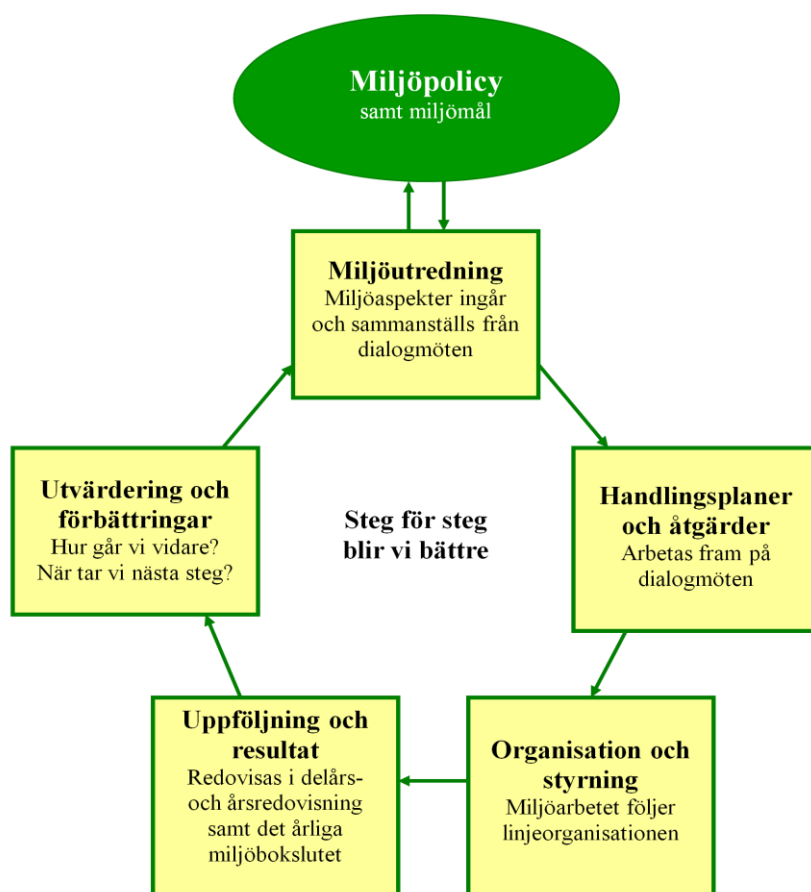 Miljöpolicy
samt miljömål
Miljöutredning
Miljöaspekter ingår
och sammanställs från
dialogmöten
Handlingsplaner
och åtgärder
Arbetas fram på
dialogmöten
Organisation och
styrning
Miljöarbetet följer
linjeorganisationen
Uppföljning och
resultat
Redovisas i delårs-
och årsredovisning
samt det årliga
miljöbokslutet
Utvärdering och
förbättringar
Hur går vi vidare?
När tar vi nästa steg?
Steg för steg
blir vi bättre